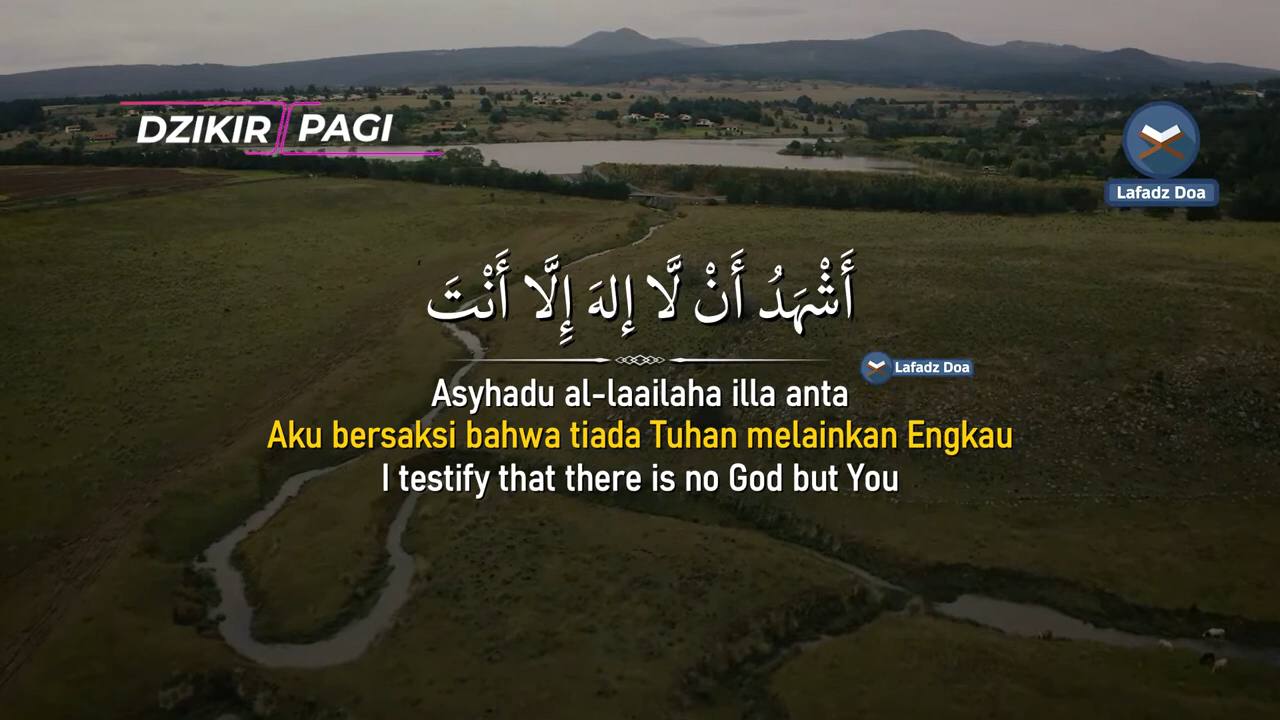 DZIKIR PAGI
Lafadz Doa
أَشْهَدُ أَنْ لَّا إِلهَ إِلَّا أَنْتَ
Lafadz Doa
Asyhadu al-laailaha illa anta
Aku bersaksi bahwa tiada Tuhan melainkan Engkau
I testify that there is no God but You